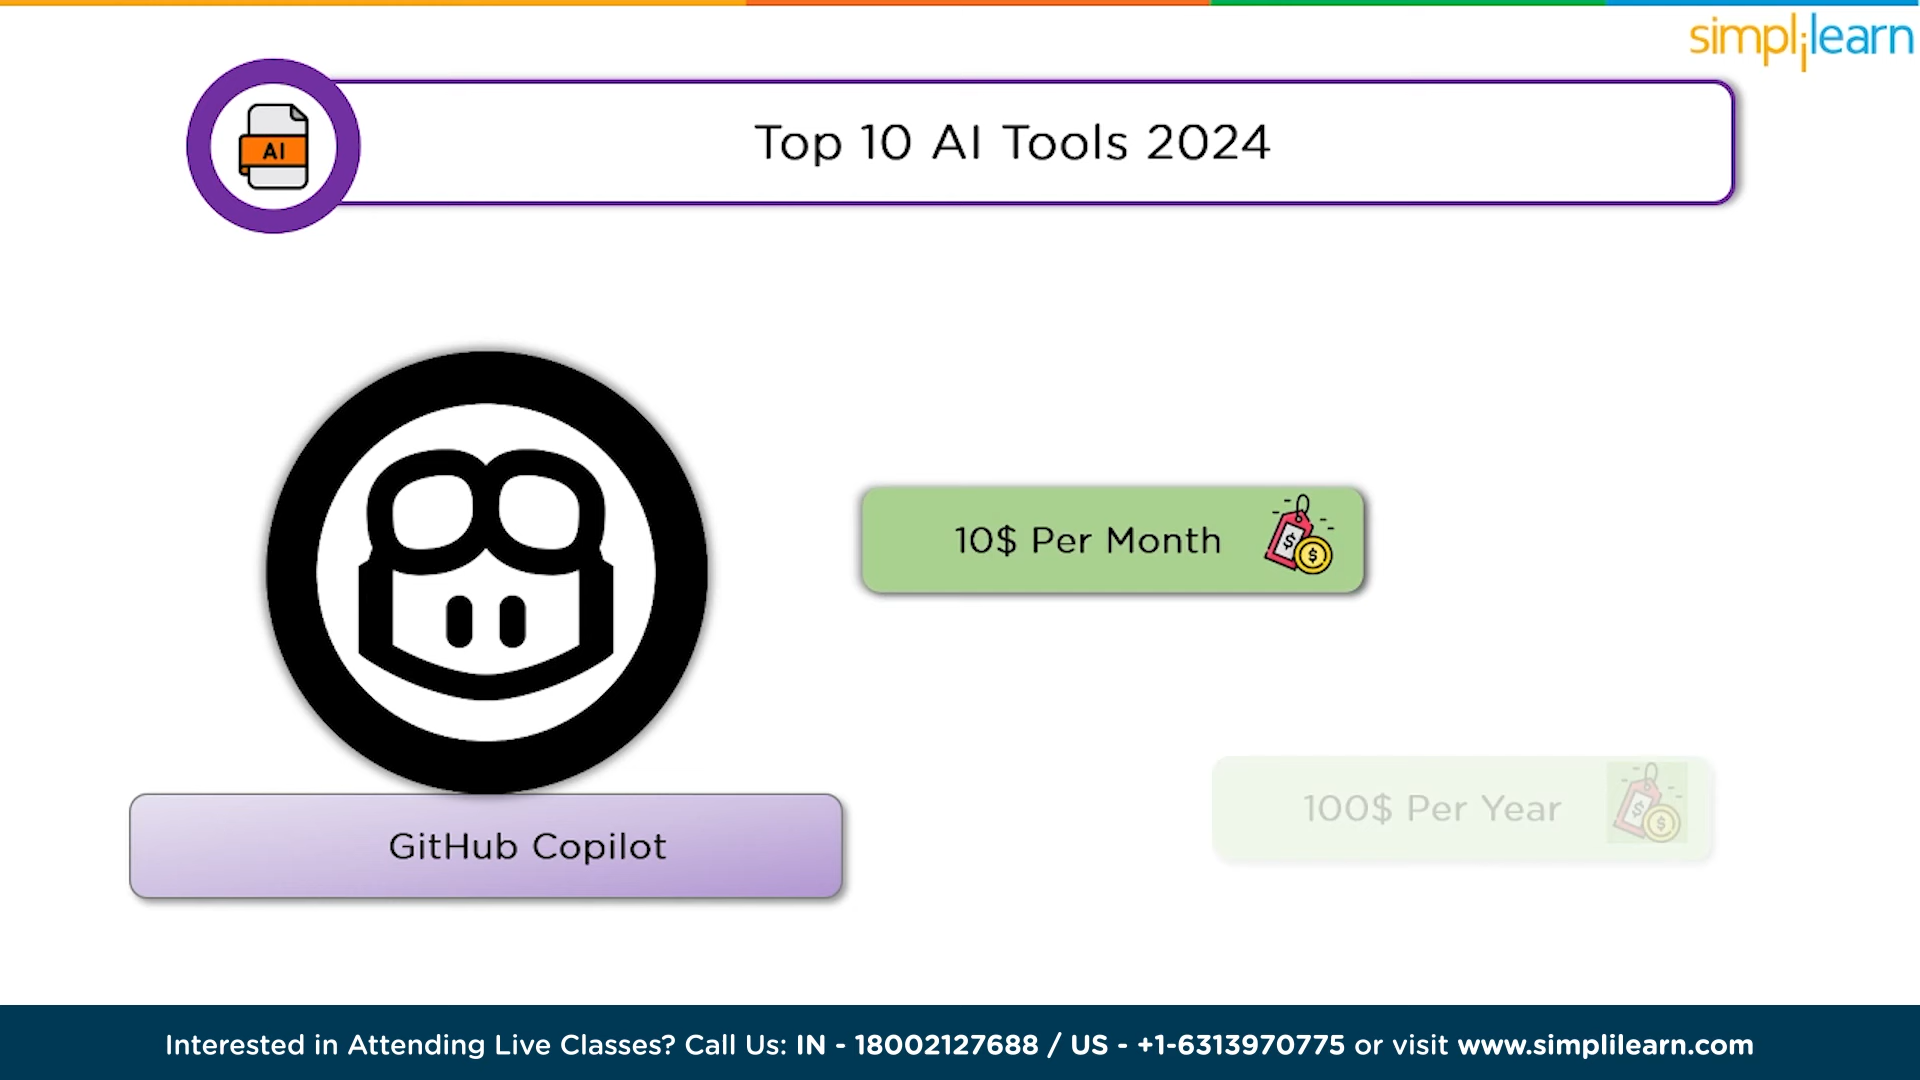 simplilearn
AI
Top 10 AI Tools 2024
10$ Per Month
$
$
100$ Per Year
$
$
GitHub Copilot
Interested in Attending Live Classes? Call Us: IN - 18002127688 / US - +1-6313970775 or visit www.simplilearn.com